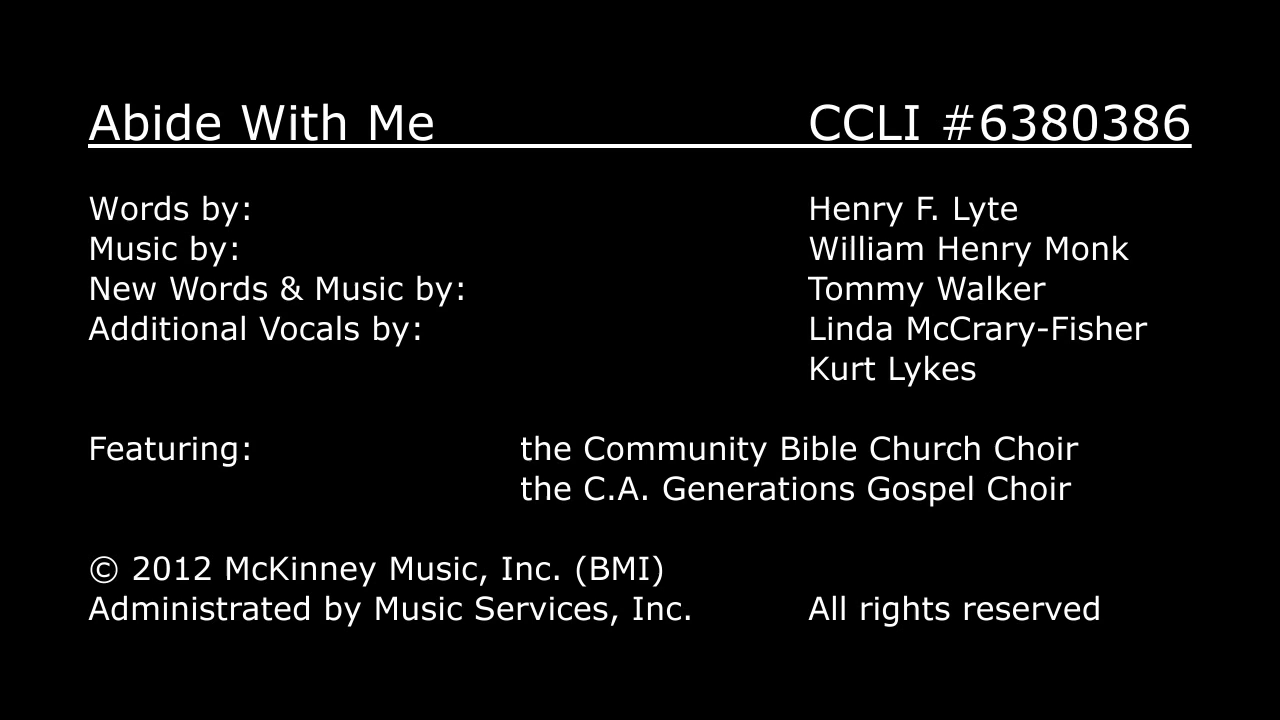 Abide With Me CCLI #6380386
Words by: Henry F. Lyte
Music by: William Henry Monk
New Words & Music by: Tommy Walker
Additional Vocals by: Linda McCrary-Fisher
Kurt Lykes
Featuring: the Community Bible Church Choir
the C.A. Generations Gospel Choir
© 2012 McKinney Music, Inc. (BMI)
Administrated by Music Services, Inc. All rights reserved